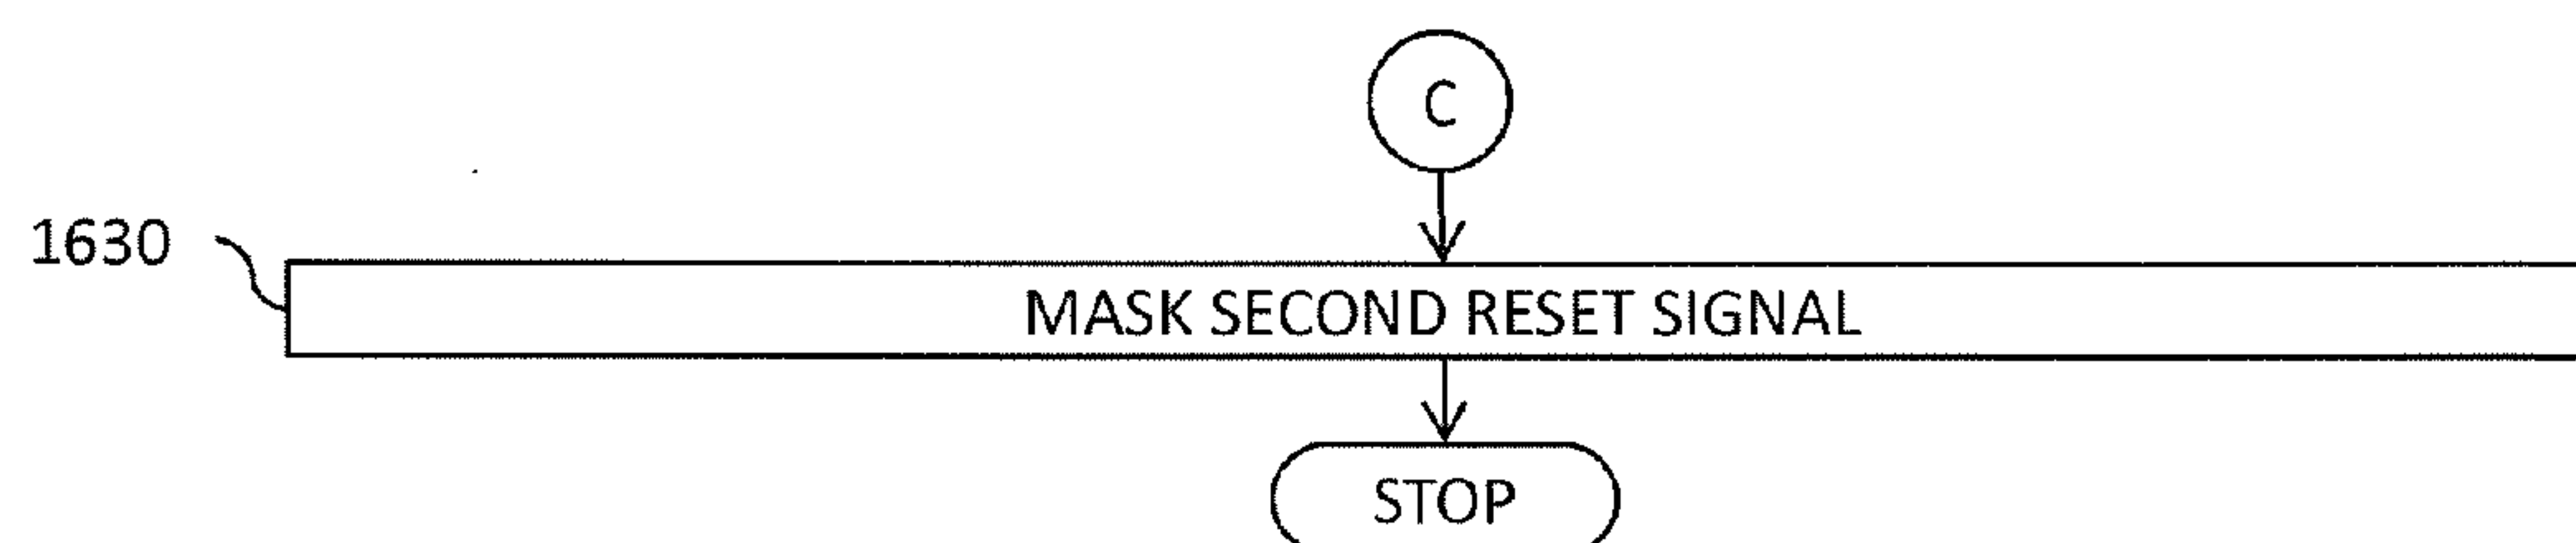 C
1630
MASK SECOND RESET SIGNAL
STOP